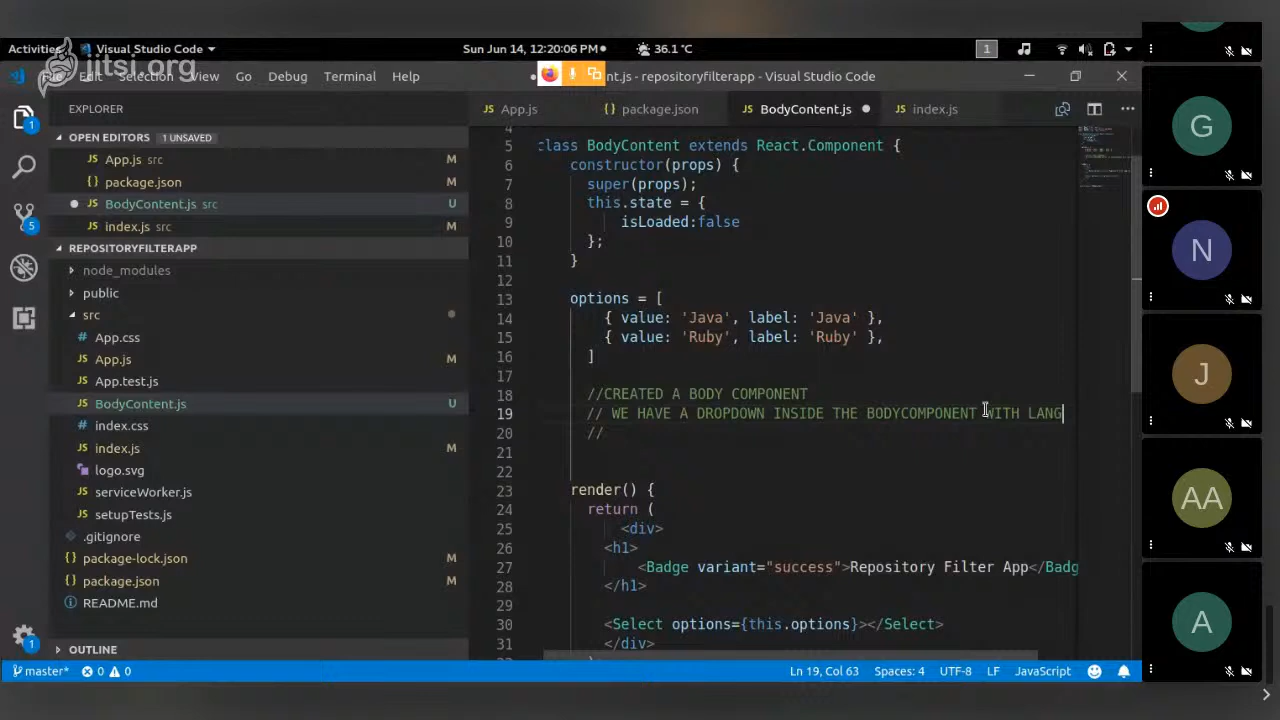 Activities
Visual Studio Code
Sun Jun 14, 12:20:06 PM
36.1 °C
1
jitsi.org
Edit Selection View Go Debug Terminal Help
nt.js - repositoryfilterapp - Visual Studio Code
EXPLORER
OPEN EDITORS 1 UNSAVED
JS App.js src M
{} package.json M
JS BodyContent.js src U
JS index.js src M
REPOSITORYFILTERAPP
node_modules
public
src
# App.css
JS App.js M
JS App.test.js
JS BodyContent.js U
# index.css
JS index.js M
logo.svg
JS serviceWorker.js
JS setupTests.js
.gitignore
{} package-lock.json M
{} package.json M
README.md
OUTLINE
1
5
1
JS App.js {} package.json JS BodyContent.js JS index.js
4
5 class BodyContent extends React.Component {
6 constructor(props) {
7 super(props);
8 this.state = {
9 isLoaded:false
10 };
11 }
12
13 options = [
14 { value: 'Java', label: 'Java' },
15 { value: 'Ruby', label: 'Ruby' },
16 ]
17
18 //CREATED A BODY COMPONENT
19 // WE HAVE A DROPDOWN INSIDE THE BODYCOMPONENT WITH LANG
20 //
21
22
23 render() {
24 return (
25 <div>
26 <h1>
27 <Badge variant="success">Repository Filter App</Badg
28 </h1>
29
30 <Select options={this.options}></Select>
31 </div>
master* 0 0
Ln 19, Col 63 Spaces: 4 UTF-8 LF JavaScript
G
N
J
AA
A